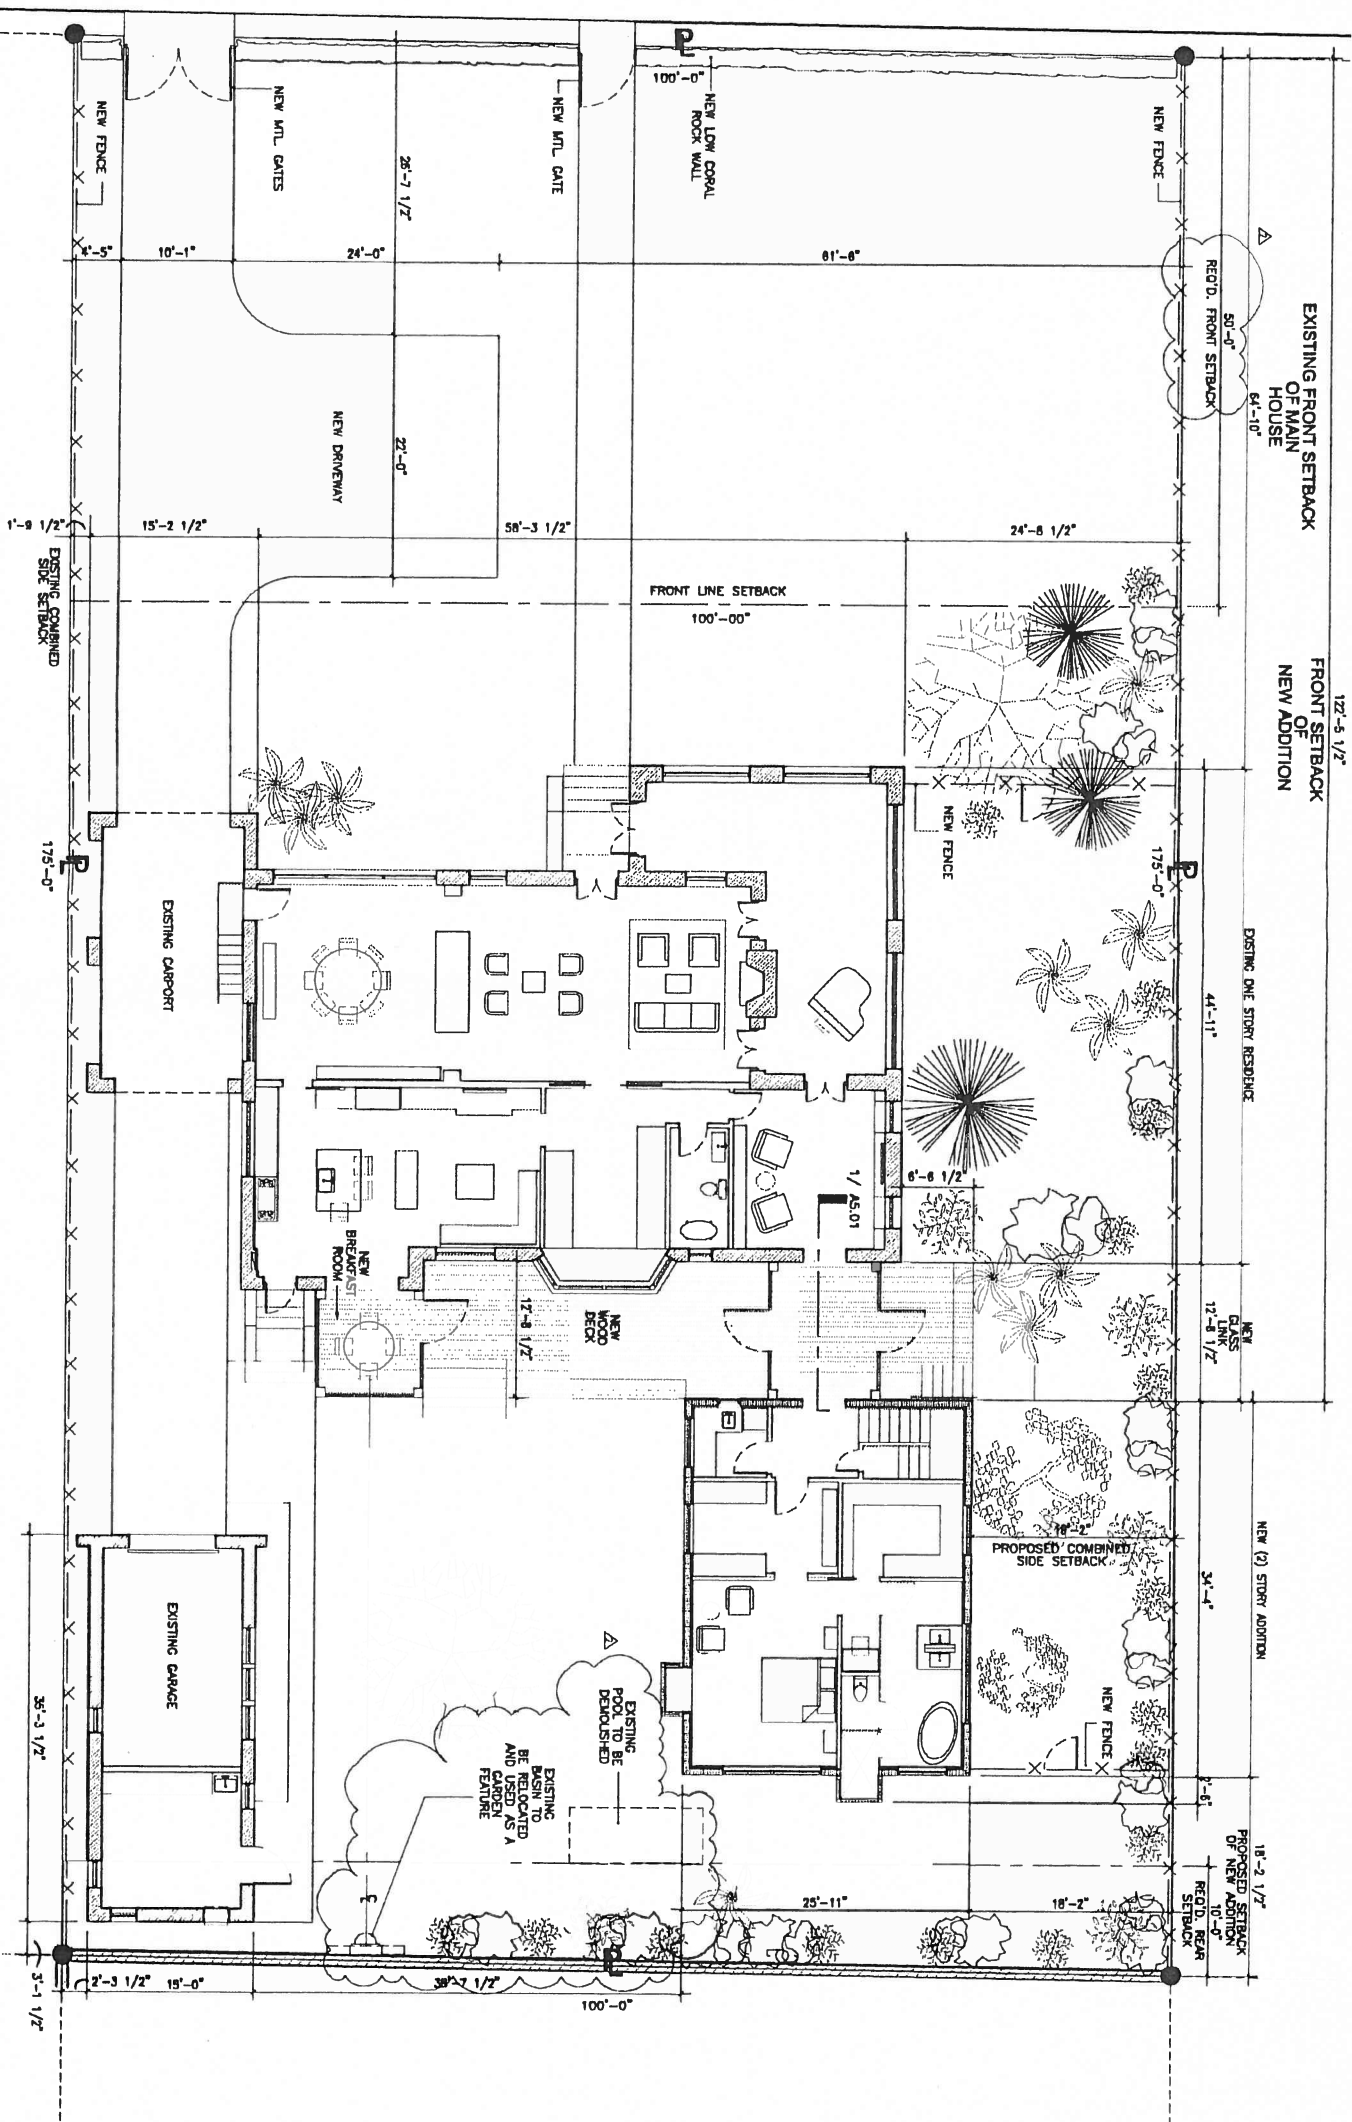 100'-0"
NEW FENCE
NEW MTL. GATES
NEW MTL GATE
NEW LOW CORAL
ROCK WALL
NEW FENCE
26'-7 1/2"
4'-5"
10'-1"
24'-0"
61'-6"
50'-0"
REQ'D. FRONT SETBACK
64'-10"
EXISTING FRONT SETBACK
OF MAIN
HOUSE
122'-5 1/2"
FRONT SETBACK
OF
NEW ADDITION
NEW DRIVEWAY
22'-0"
1'-9 1/2"
15'-2 1/2"
58'-3 1/2"
24'-6 1/2"
EXISTING COMBINED
SIDE SETBACK
FRONT LINE SETBACK
100'-00"
175'-0"
175'-0"
NEW FENCE
EXISTING CARPORT
EXISTING ONE STORY RESIDENCE
44'-11"
1/ A5.01
6'-6 1/2"
NEW
BREAKFAST
ROOM
12'-8 1/2"
NEW
WOOD
DECK
NEW
GLASS
LINK
12'-8 1/2"
18'-2"
PROPOSED COMBINED
SIDE SETBACK
NEW (2) STORY ADDITION
34'-4"
EXISTING GARAGE
35'-3 1/2"
EXISTING
POOL TO BE
DEMOLISHED
EXISTING
BASIN TO
BE RELOCATED
AND USED AS A
GARDEN
FEATURE
NEW FENCE
2'-6"
18'-2 1/2"
PROPOSED SETBACK
OF NEW ADDITION
10'-0"
REQ'D. REAR
SETBACK
25'-11"
18'-2"
2'-3 1/2"
15'-0"
38'-7 1/2"
100'-0"
3'-1 1/2"